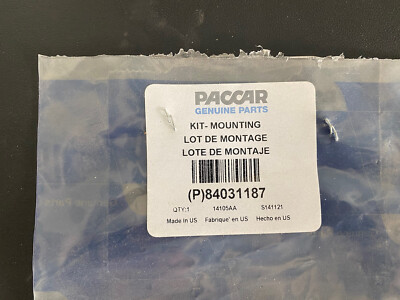 PACCAR
GENUINE PARTS
KIT- MOUNTING
LOT DE MONTAGE
LOTE DE MONTAJE
(P)84031187
QTY:1 14105AA S141121
Made In US Fabrique' en US Hecho en US